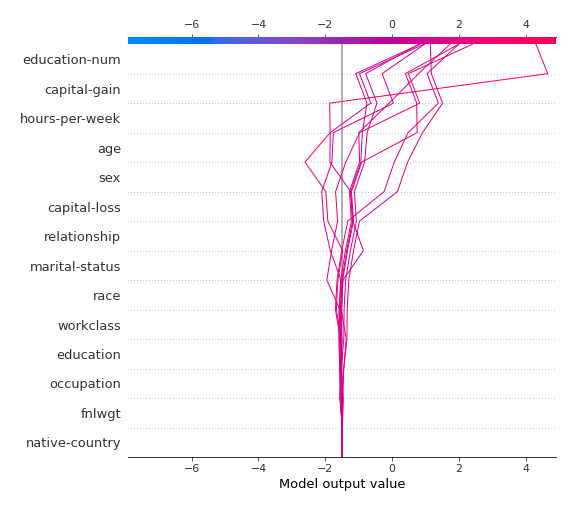 −6 −4 −2 0 2 4
education-num
capital-gain
hours-per-week
age
sex
capital-loss
relationship
marital-status
race
workclass
education
occupation
fnlwgt
native-country
−6 −4 −2 0 2 4
Model output value